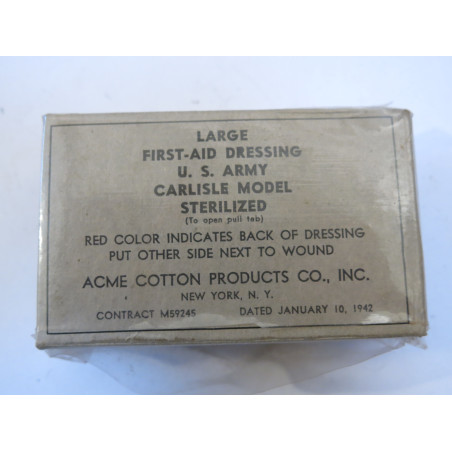 LARGE
FIRST-AID DRESSING
U. S. ARMY
CARLISLE MODEL
STERILIZED
(To open pull tab)
RED COLOR INDICATES BACK OF DRESSING
PUT OTHER SIDE NEXT TO WOUND
ACME COTTON PRODUCTS CO., INC.
NEW YORK, N. Y.
CONTRACT M59245 DATED JANUARY 10, 1942